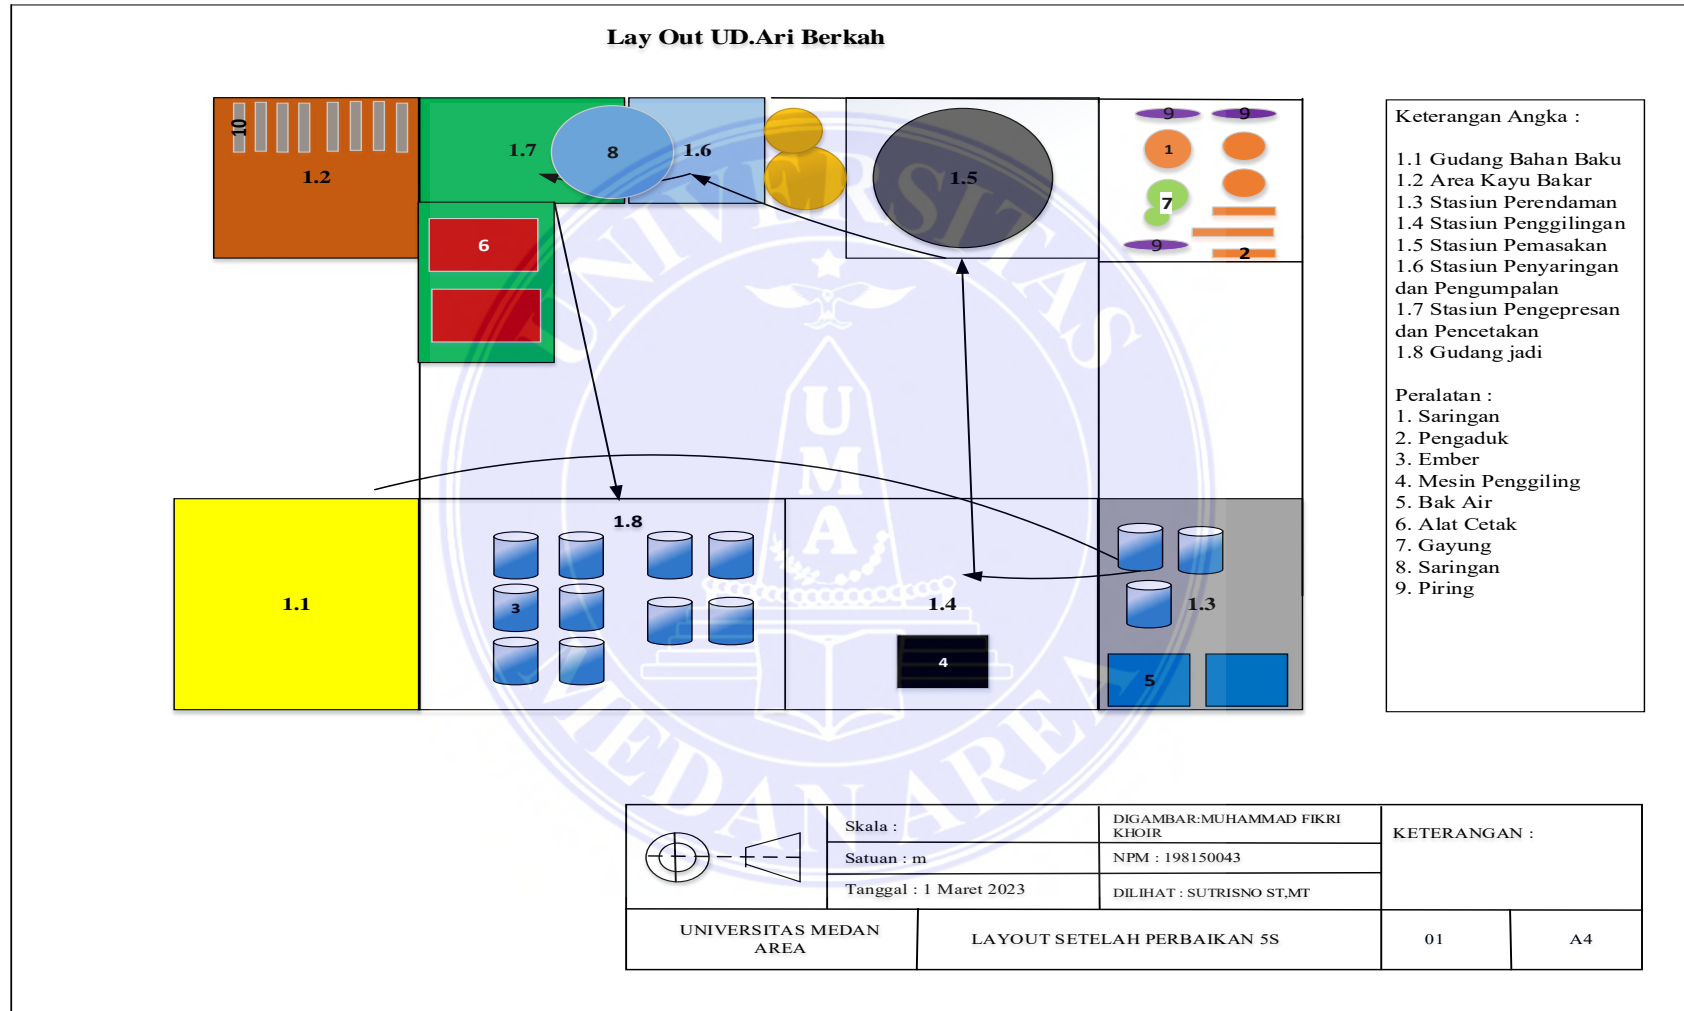 Lay Out UD.Ari Berkah
10
1.2
1.7
8
1.6
1.5
9
9
1
7
9
2
6
1.8
3
1.1
1.4
4
1.3
5
Keterangan Angka :
1.1 Gudang Bahan Baku
1.2 Area Kayu Bakar
1.3 Stasiun Perendaman
1.4 Stasiun Penggilingan
1.5 Stasiun Pemasakan
1.6 Stasiun Penyaringan
dan Pengumpalan
1.7 Stasiun Pengepresan
dan Pencetakan
1.8 Gudang jadi
Peralatan :
1. Saringan
2. Pengaduk
3. Ember
4. Mesin Penggiling
5. Bak Air
6. Alat Cetak
7. Gayung
8. Saringan
9. Piring
UNIVERSITAS
UMA
MEDAN AREA
Skala :
Satuan : m
Tanggal : 1 Maret 2023
DIGAMBAR:MUHAMMAD FIKRI
KHOIR
NPM : 198150043
DILIHAT : SUTRISNO ST,MT
KETERANGAN :
UNIVERSITAS MEDAN
AREA
LAYOUT SETELAH PERBAIKAN 5S
01
A4